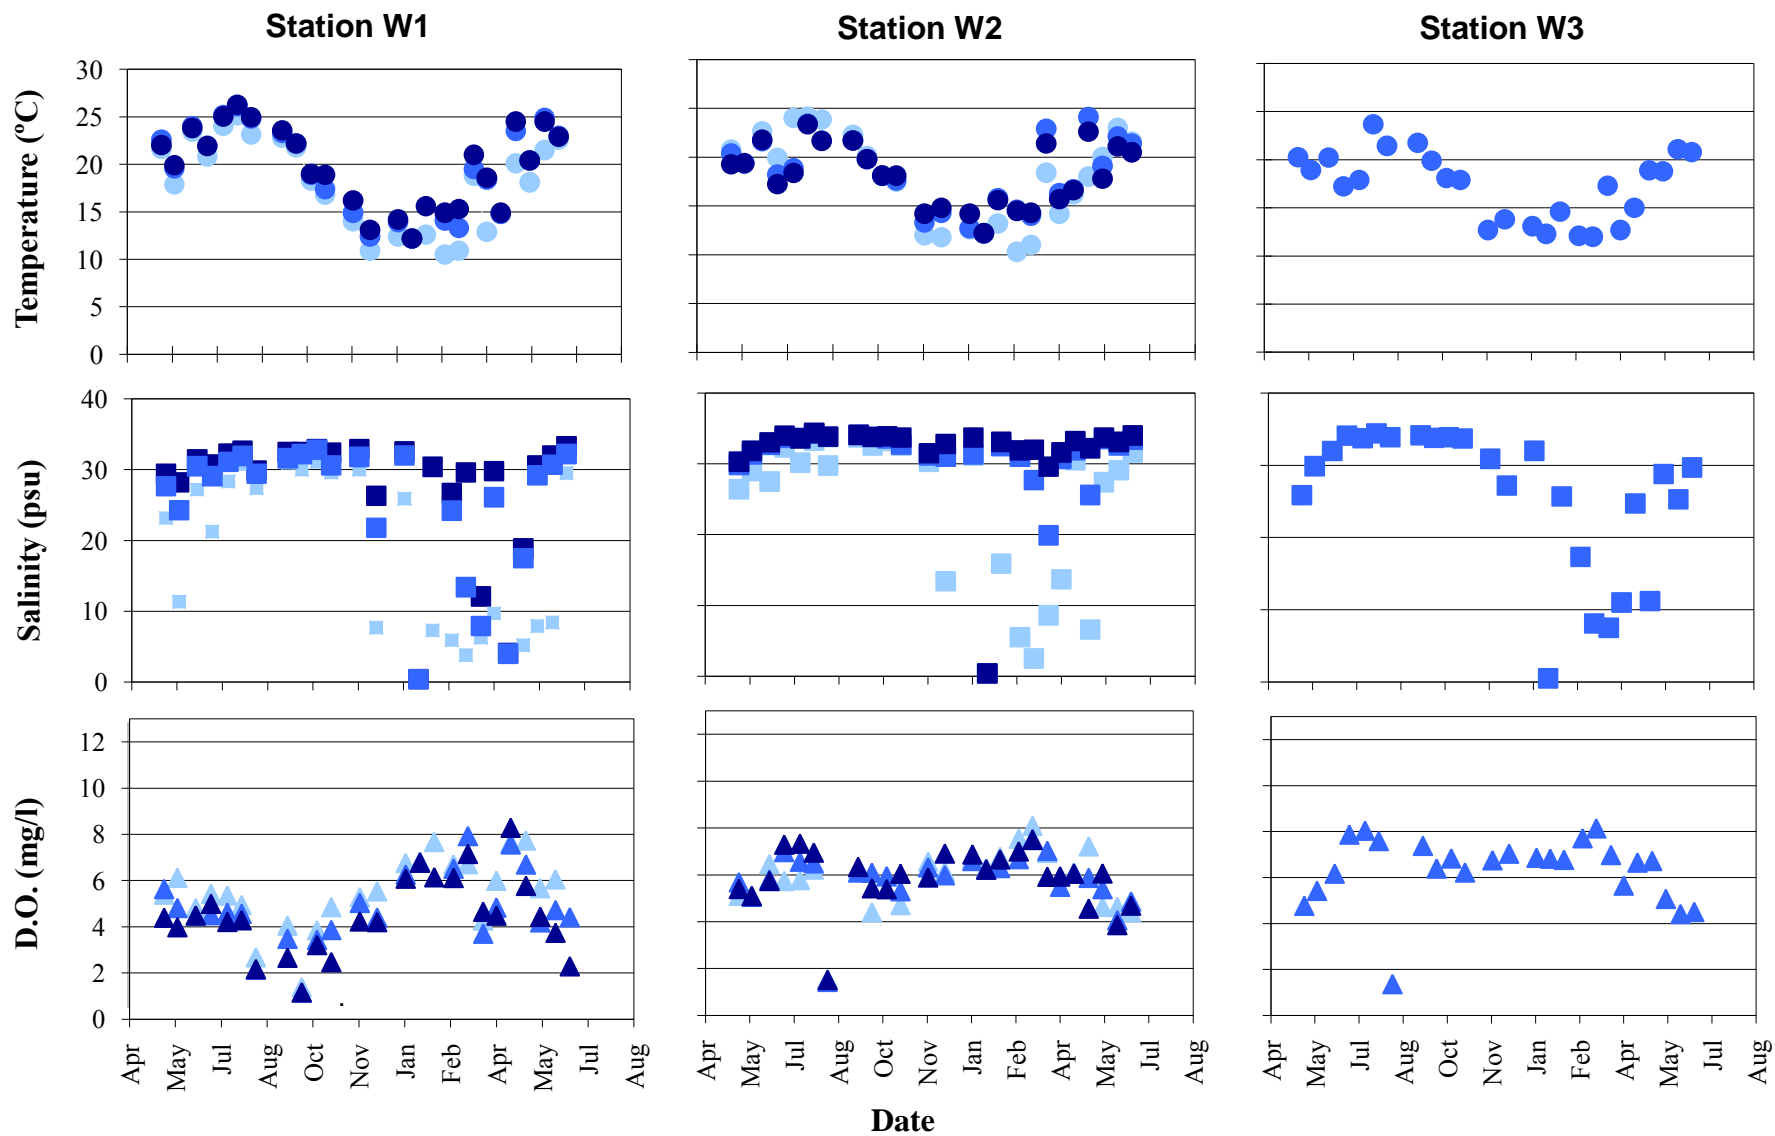 Station W1 Station W2 Station W3
Temperature (ºC)
30
25
20
15
10
5
0
Salinity (psu)
40
30
20
10
0
D.O. (mg/l)
12
10
8
6
4
2
0
Apr May Jul Aug Oct Nov Jan Feb Apr May Jul Aug
Apr May Jul Aug Oct Nov Jan Feb Apr May Jul Aug
Apr May Jul Aug Oct Nov Jan Feb Apr May Jul Aug
Date